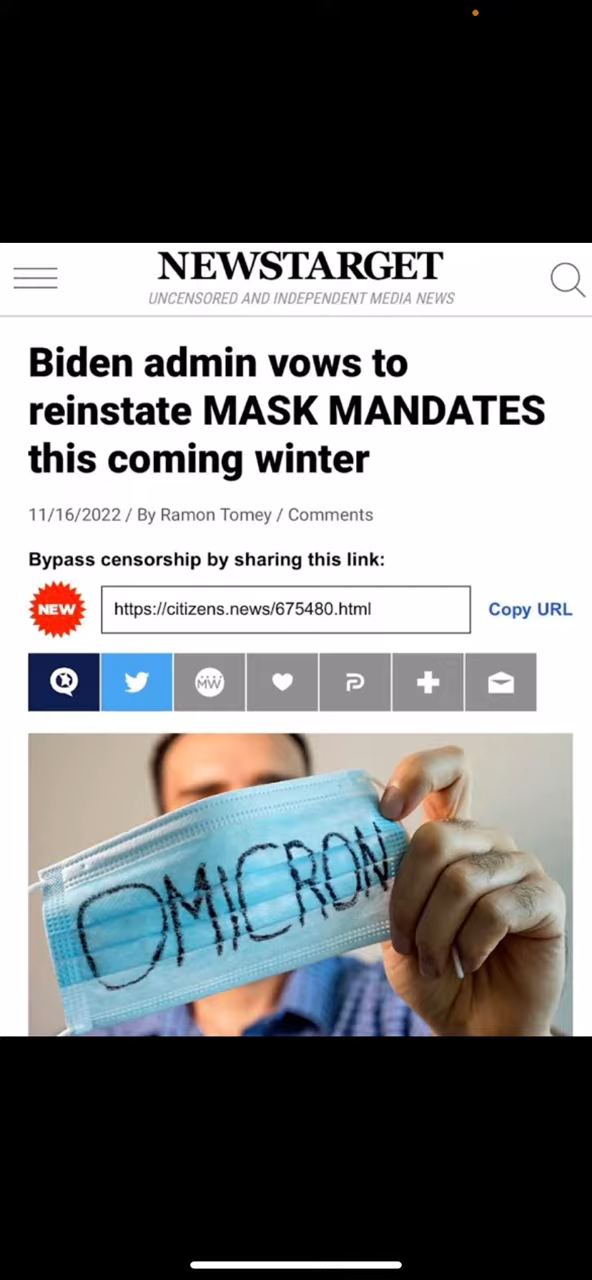 NEWSTARGET
UNCENSORED AND INDEPENDENT MEDIA NEWS
Biden admin vows to
reinstate MASK MANDATES
this coming winter
11/16/2022 / By Ramon Tomey / Comments
Bypass censorship by sharing this link:
NEW
https://citizens.news/675480.html
Copy URL
MW
OMICRON